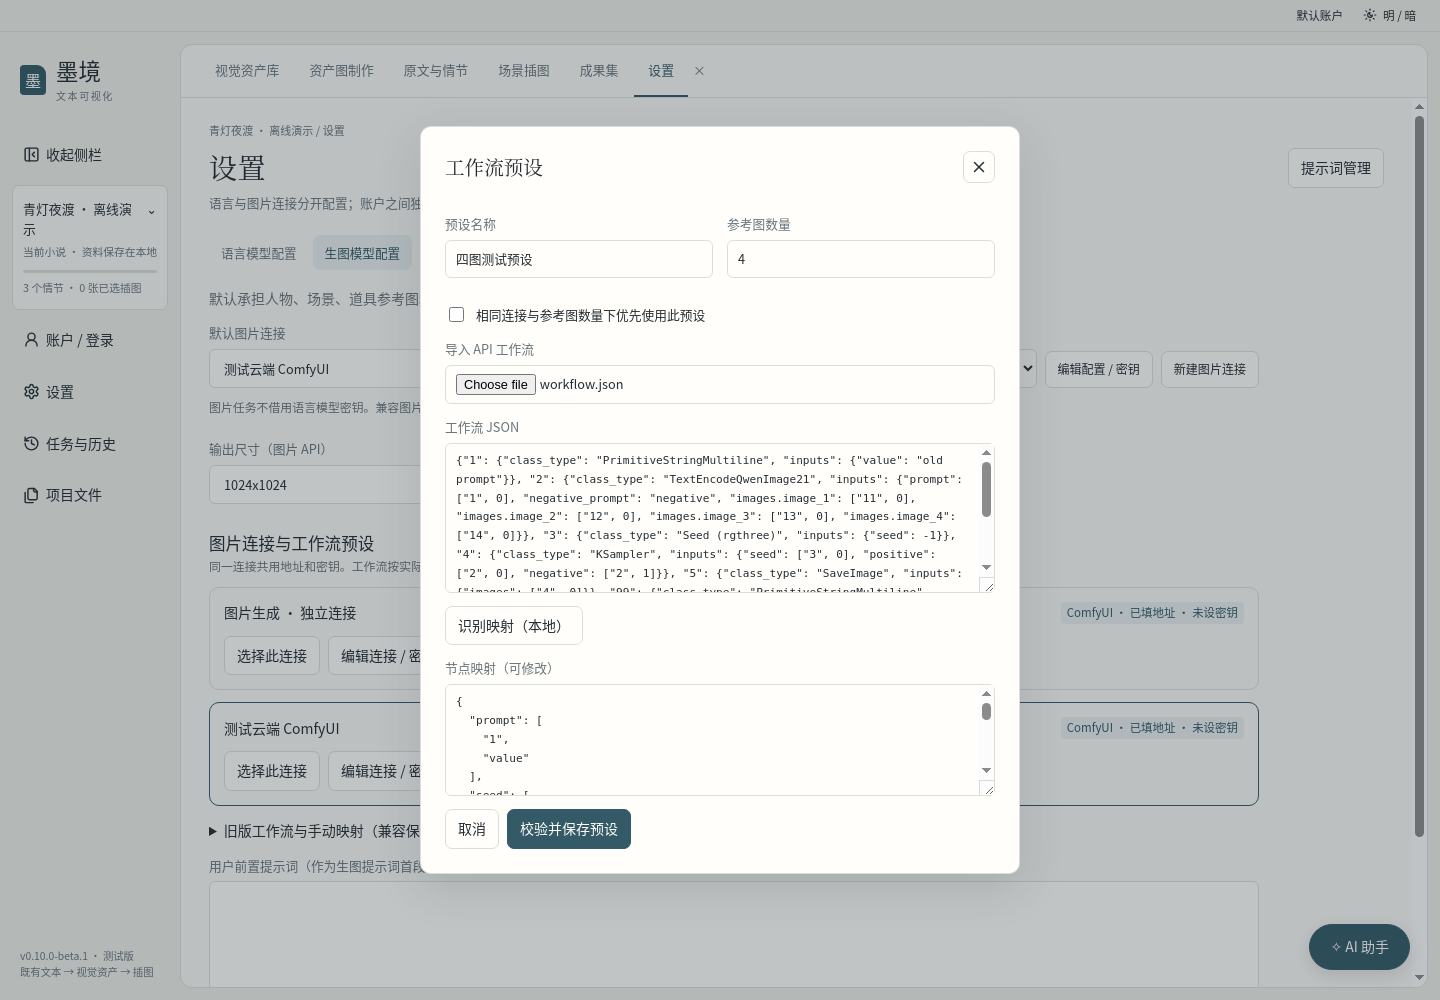 默认账户
明 / 暗
墨
墨境
文本可视化
收起侧栏
青灯夜渡 · 离线演示
当前小说 · 资料保存在本地
3 个情节 · 0 张已选插图
账户 / 登录
设置
任务与历史
项目文件
v0.10.0-beta.1 · 测试版
既有文本 → 视觉资产 → 插图
视觉资产库
资产图制作
原文与情节
场景插图
成果集
设置
青灯夜渡 · 离线演示 / 设置
设置
提示词管理
语言与图片连接分开配置；账户之间独
语言模型配置
生图模型配置
默认承担人物、场景、道具参考图
默认图片连接
测试云端 ComfyUI
编辑配置 / 密钥
新建图片连接
图片任务不借用语言模型密钥。兼容图片
输出尺寸（图片 API）
1024x1024
图片连接与工作流预设
同一连接共用地址和密钥。工作流按实际
图片生成 · 独立连接
ComfyUI · 已填地址 · 未设密钥
选择此连接
编辑连接 / 密
测试云端 ComfyUI
ComfyUI · 已填地址 · 未设密钥
选择此连接
编辑连接 / 密
旧版工作流与手动映射（兼容保
用户前置提示词（作为生图提示词首段
AI 助手
工作流预设
预设名称
参考图数量
四图测试预设
4
相同连接与参考图数量下优先使用此预设
导入 API 工作流
Choose file workflow.json
工作流 JSON
{"1": {"class_type": "PrimitiveStringMultiline", "inputs": {"value": "old
prompt"}}, "2": {"class_type": "TextEncodeQwenImage21", "inputs": {"prompt":
["1", 0], "negative_prompt": "negative", "images.image_1": ["11", 0],
"images.image_2": ["12", 0], "images.image_3": ["13", 0], "images.image_4":
["14", 0]}}, "3": {"class_type": "Seed (rgthree)", "inputs": {"seed": -1}},
"4": {"class_type": "KSampler", "inputs": {"seed": ["3", 0], "positive":
["2", 0], "negative": ["2", 1]}}, "5": {"class_type": "SaveImage", "inputs":
{"images": ["4", 0]}}, "99": {"class_type": "PrimitiveStringMultiline",
识别映射（本地）
节点映射（可修改）
{
"prompt": [
"1",
"value"
],
"seed": [
取消
校验并保存预设